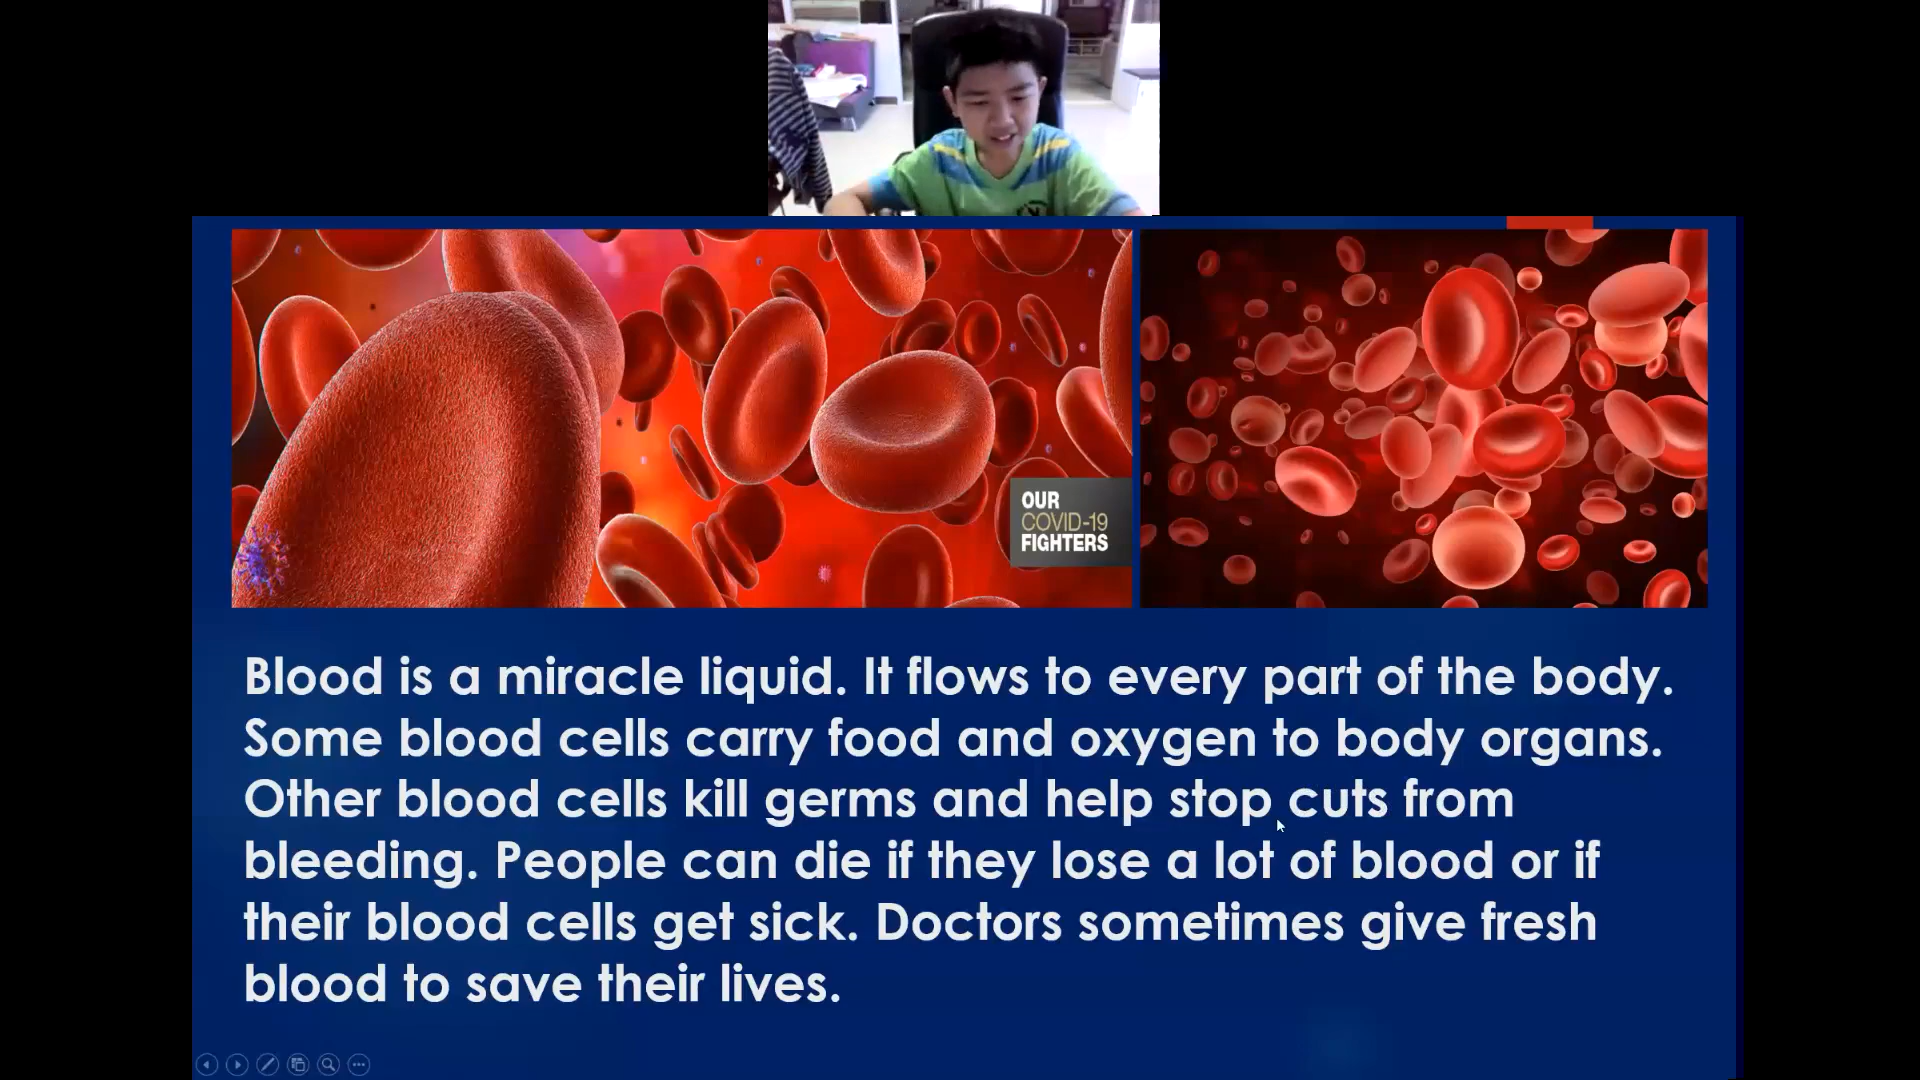 OUR
COVID-19
FIGHTERS
Blood is a miracle liquid. It flows to every part of the body.
Some blood cells carry food and oxygen to body organs.
Other blood cells kill germs and help stop cuts from
bleeding. People can die if they lose a lot of blood or if
their blood cells get sick. Doctors sometimes give fresh
blood to save their lives.